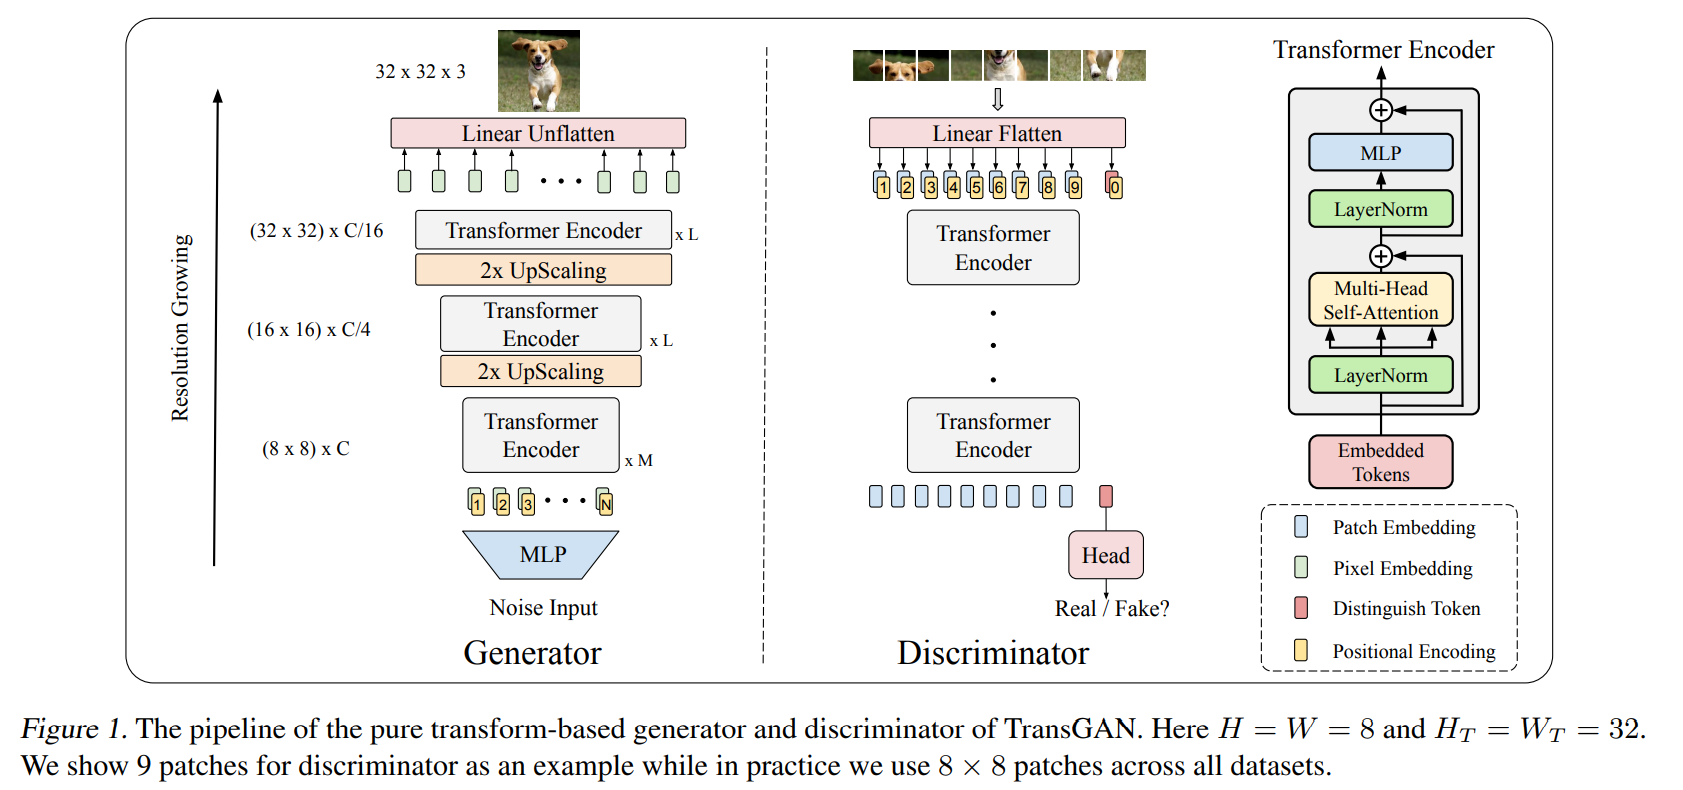 32 x 32 x 3
Linear Unflatten
(32 x 32) x C/16
Transformer Encoder
x L
2x UpScaling
(16 x 16) x C/4
Transformer
Encoder
x L
2x UpScaling
(8 x 8) x C
Transformer
Encoder
x M
1 2 3 N
MLP
Noise Input
Generator
Resolution Growing
Linear Flatten
1 2 3 4 5 6 7 8 9 0
Transformer
Encoder
Transformer
Encoder
Head
Real / Fake?
Discriminator
Transformer Encoder
+
MLP
LayerNorm
+
Multi-Head
Self-Attention
LayerNorm
Embedded
Tokens
Patch Embedding
Pixel Embedding
Distinguish Token
Positional Encoding
Figure 1. The pipeline of the pure transform-based generator and discriminator of TransGAN. Here H = W = 8 and H_T = W_T = 32.
We show 9 patches for discriminator as an example while in practice we use 8 × 8 patches across all datasets.